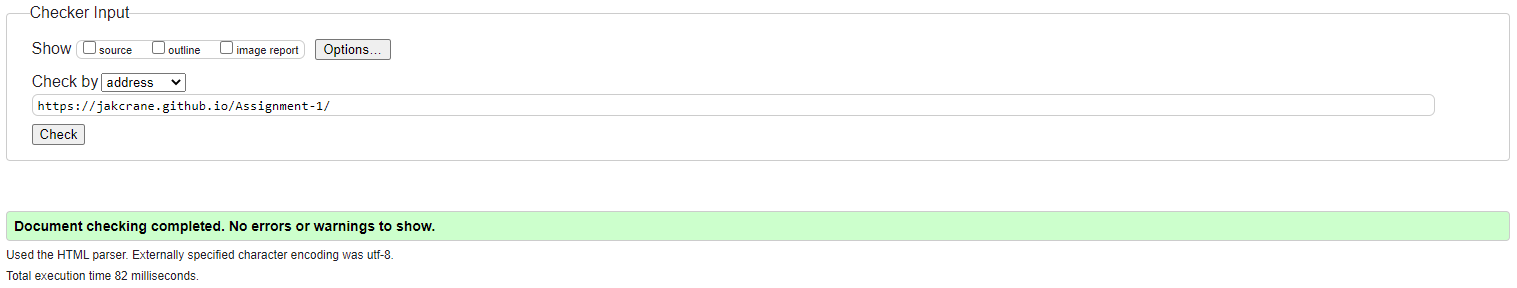 Checker Input
Show source outline image report Options...
Check by address
https://jakcrane.github.io/Assignment-1/
Check
Document checking completed. No errors or warnings to show.
Used the HTML parser. Externally specified character encoding was utf-8.
Total execution time 82 milliseconds.